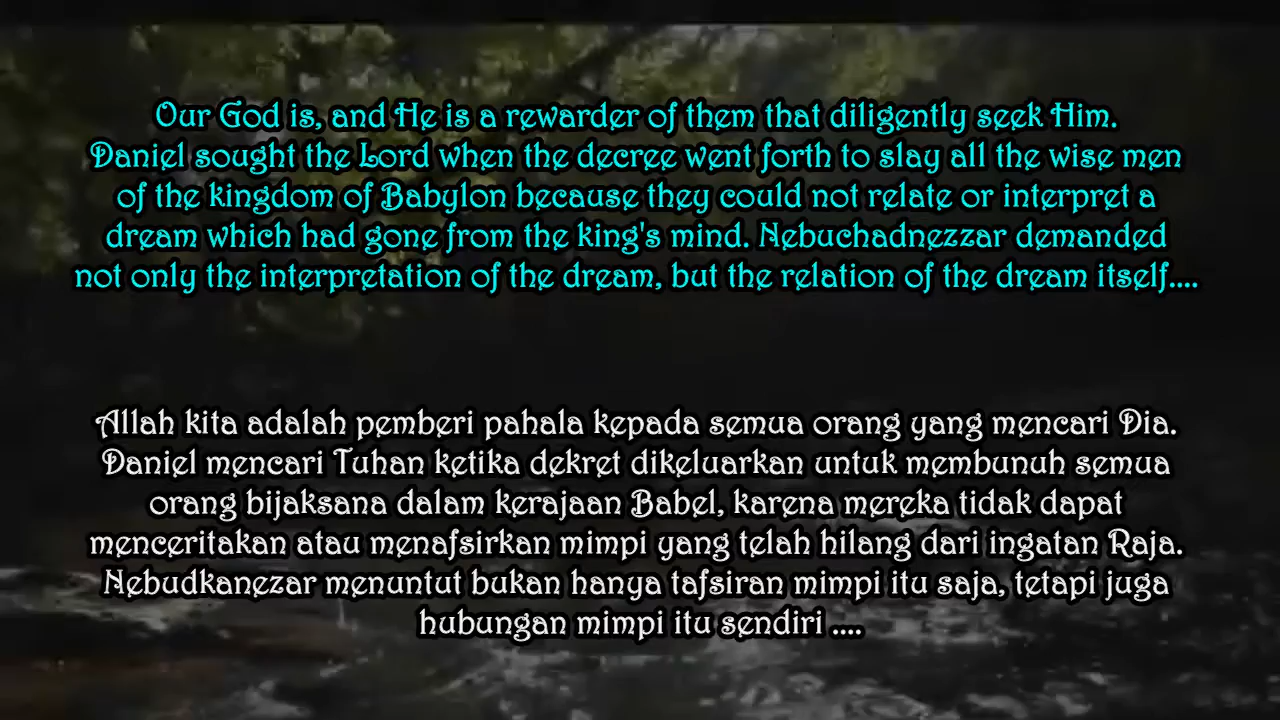 Our God is, and He is a rewarder of them that diligently seek Him.
Daniel sought the Lord when the decree went forth to slay all the wise men
of the kingdom of Babylon because they could not relate or interpret a
dream which had gone from the king's mind. Nebuchadnezzar demanded
not only the interpretation of the dream, but the relation of the dream itself....
Allah kita adalah pemberi pahala kepada semua orang yang mencari Dia.
Daniel mencari Tuhan ketika dekret dikeluarkan untuk membunuh semua
orang bijaksana dalam kerajaan Babel, karena mereka tidak dapat
menceritakan atau menafsirkan mimpi yang telah hilang dari ingatan Raja.
Nebudkanezar menuntut bukan hanya tafsiran mimpi itu saja, tetapi juga
hubungan mimpi itu sendiri ....